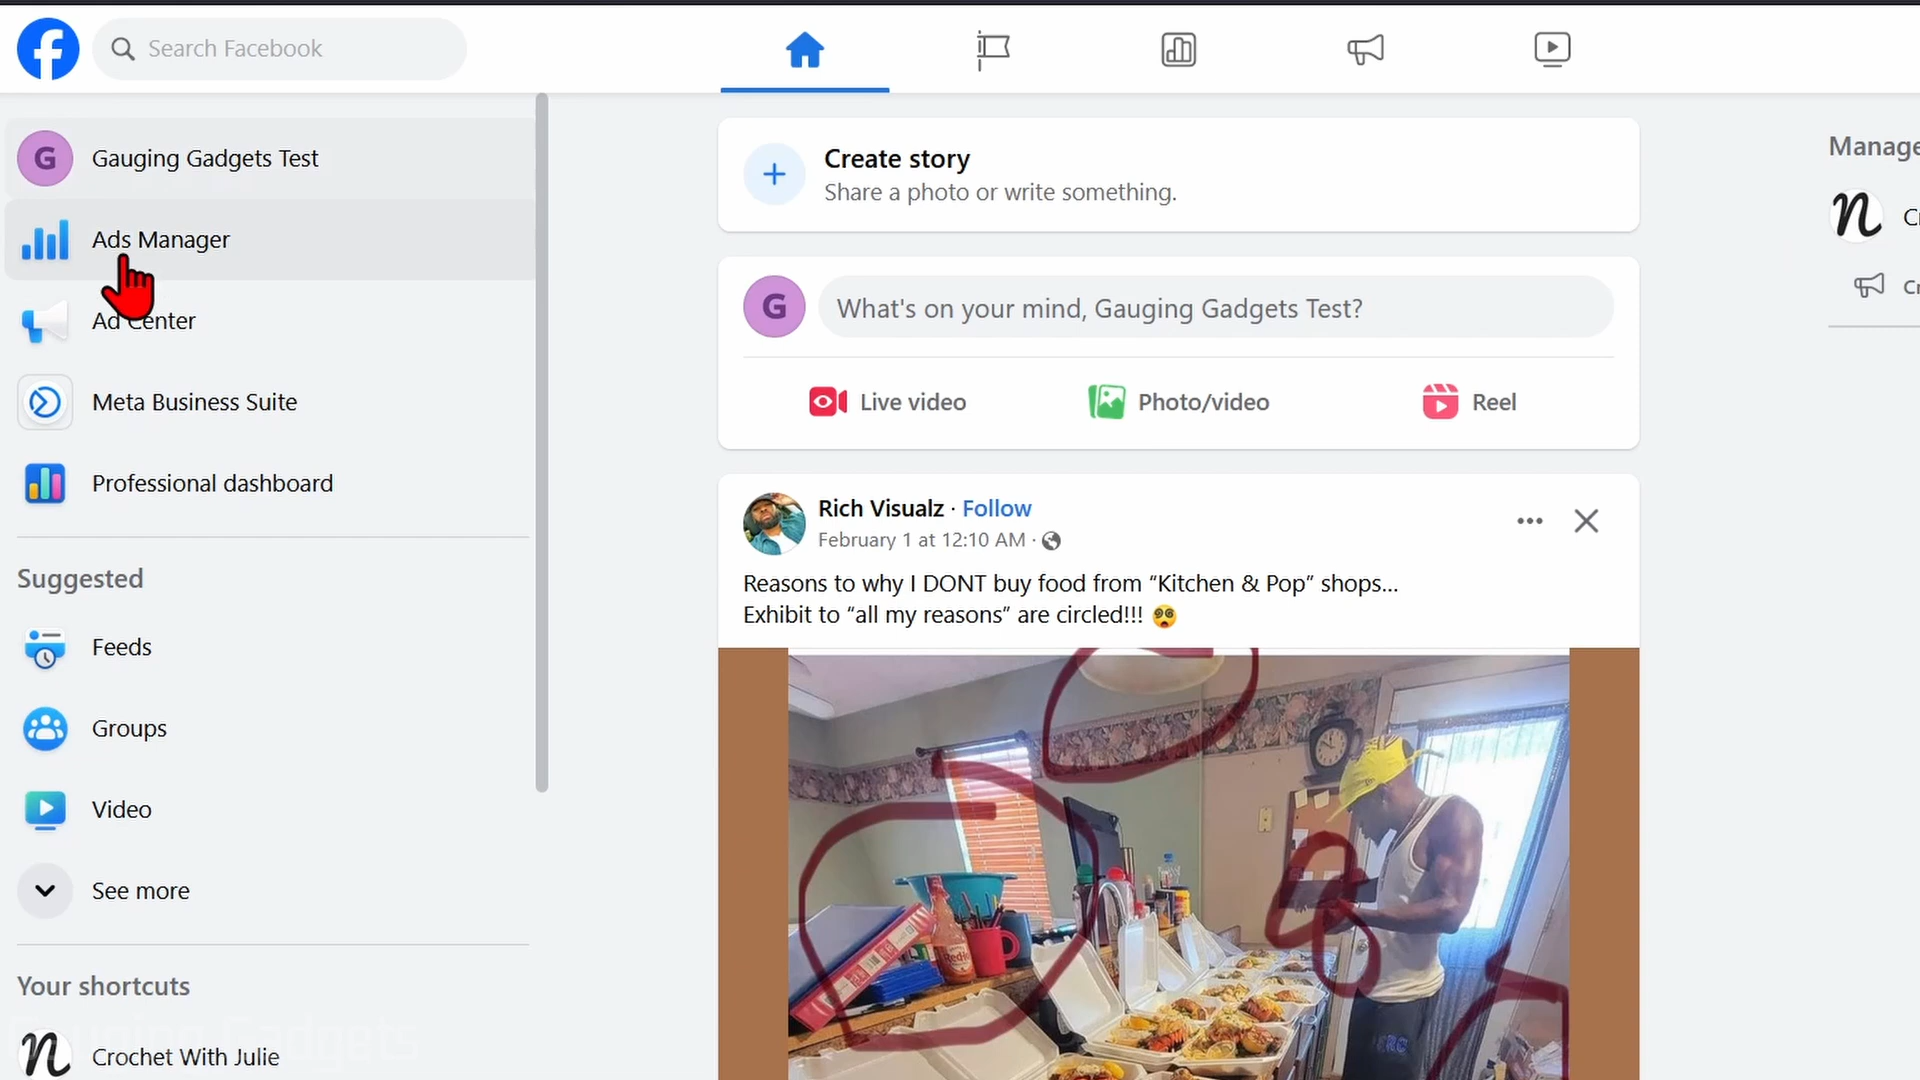 Search Facebook
Gauging Gadgets Test
Ads Manager
Ad Center
Meta Business Suite
Professional dashboard
Suggested
Feeds
Groups
Video
See more
Your shortcuts
Crochet With Julie
Gauging Gadgets
Create story
Share a photo or write something.
G
What's on your mind, Gauging Gadgets Test?
Live video
Photo/video
Reel
Rich Visualz · Follow
February 1 at 12:10 AM ·
Reasons to why I DONT buy food from “Kitchen & Pop” shops...
Exhibit to “all my reasons” are circled!!! 😵‍💫
G